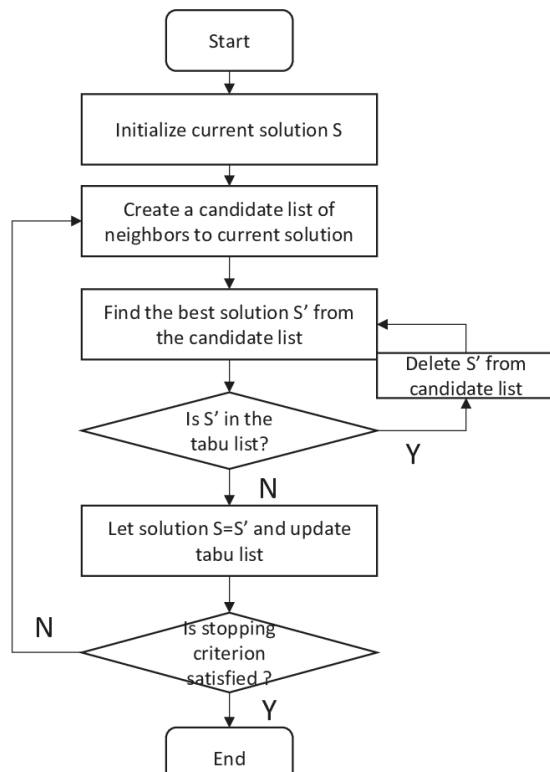 Start
Initialize current solution S
Create a candidate list of
neighbors to current solution
Find the best solution S’ from
the candidate list
Delete S’ from
candidate list
Is S’ in the
tabu list?
Y
N
Let solution S=S’ and update
tabu list
N
Is stopping
criterion
satisfied ?
Y
End